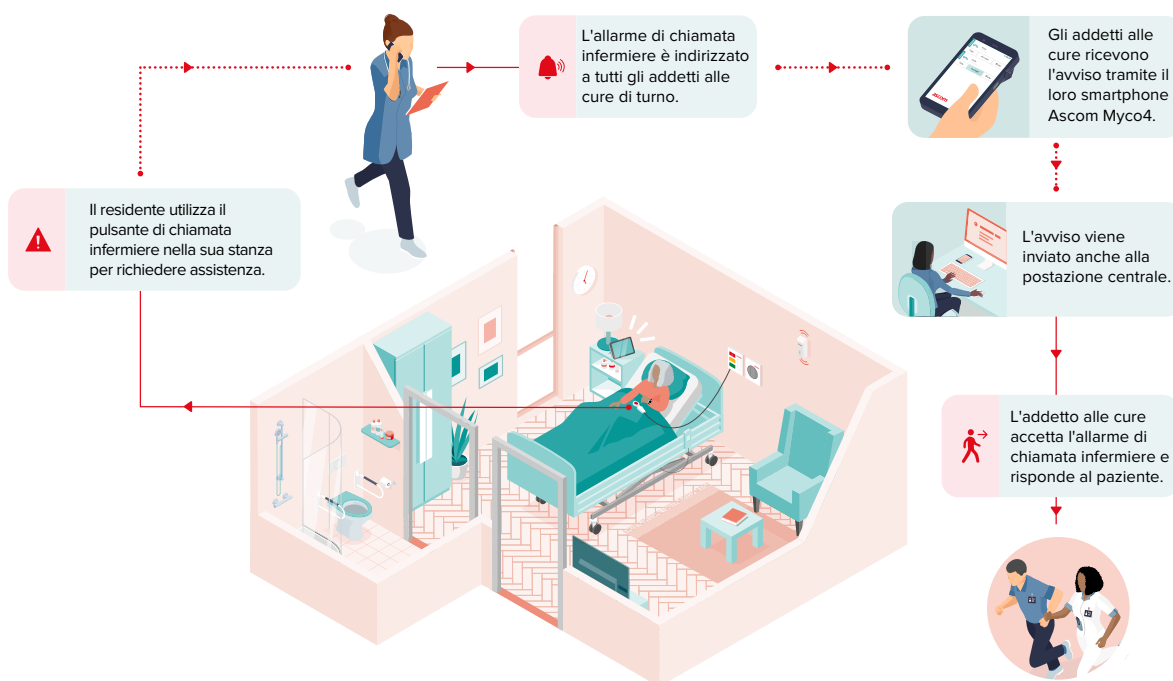 L'allarme di chiamata
infermiere è indirizzato
a tutti gli addetti alle
cure di turno.
Gli addetti alle
cure ricevono
l'avviso tramite il
loro smartphone
Ascom Myco4.
ascom
Il residente utilizza il
pulsante di chiamata
infermiere nella sua stanza
per richiedere assistenza.
L'avviso viene
inviato anche alla
postazione centrale.
L'addetto alle cure
accetta l'allarme di
chiamata infermiere e
risponde al paziente.